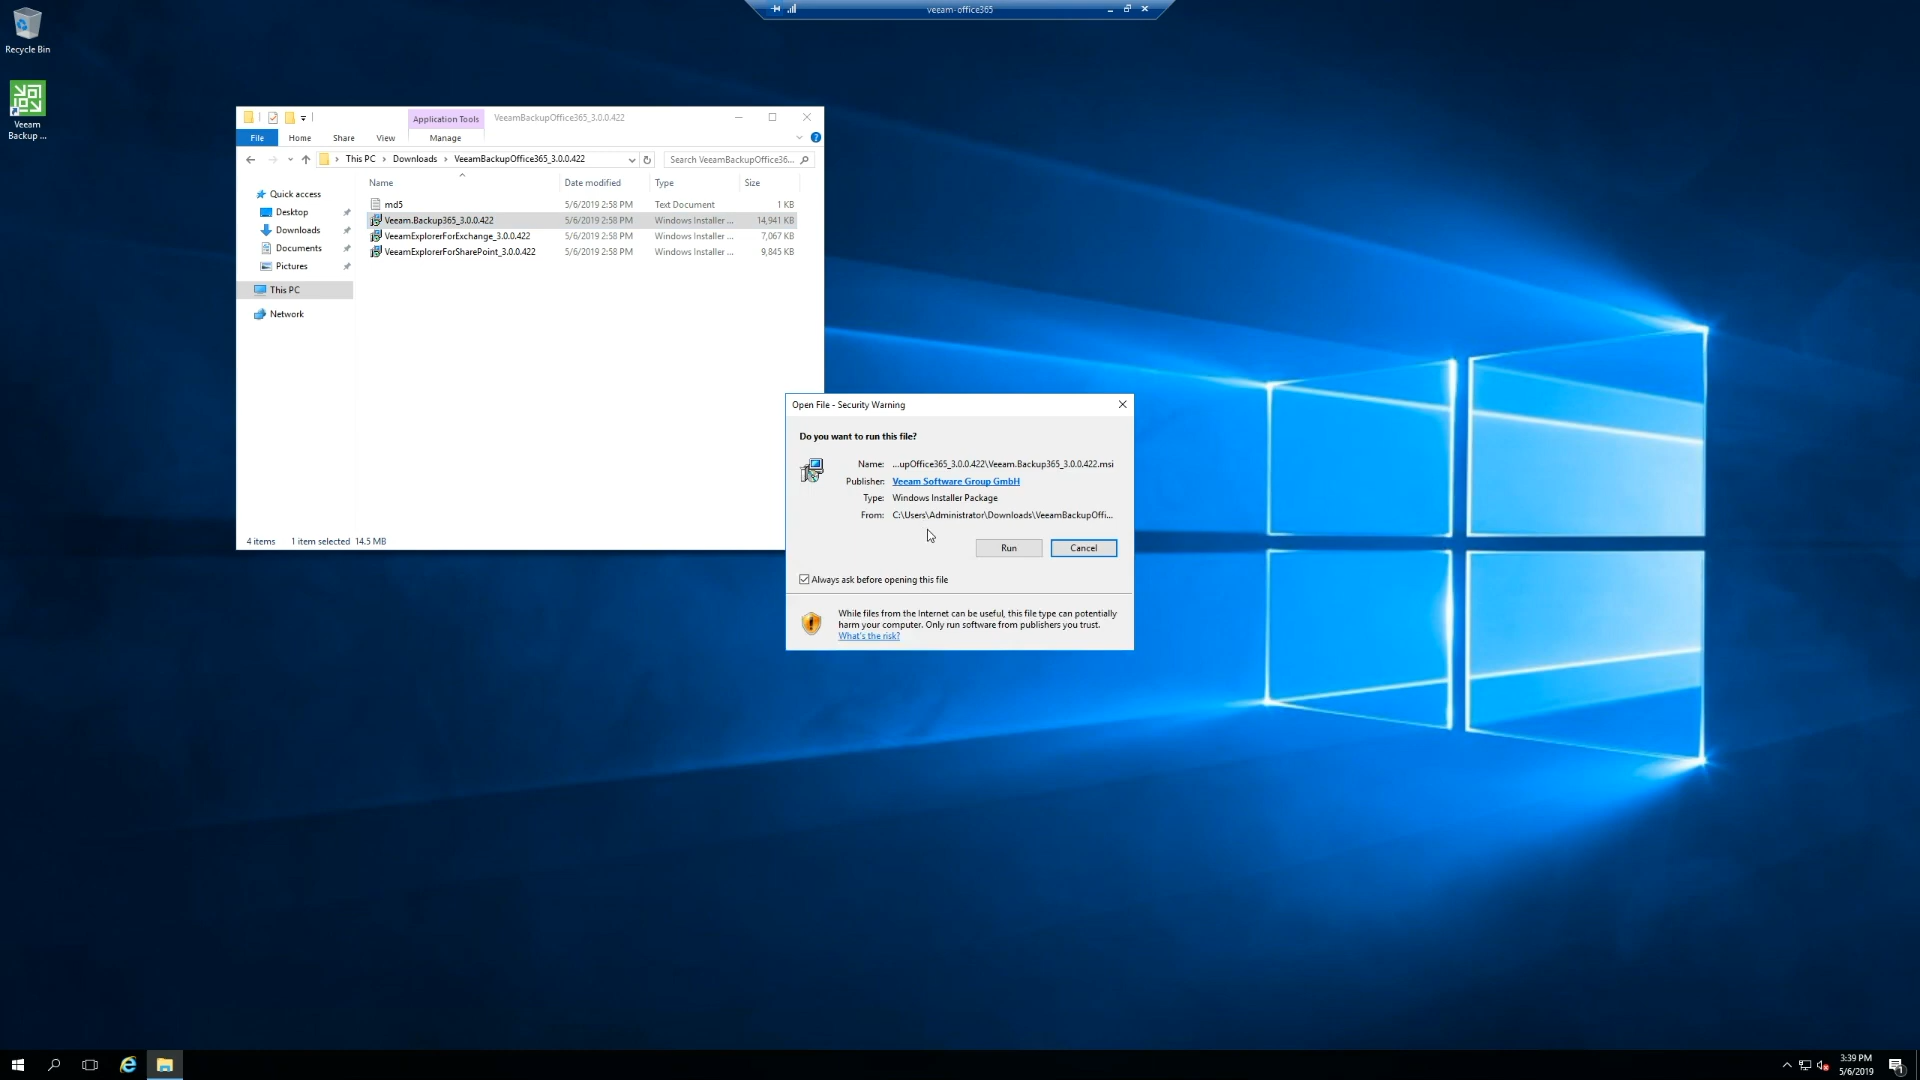 veeam-office365
Recycle Bin
Veeam
Backup ...
Application Tools
VeeamBackupOffice365_3.0.0.422
File
Home
Share
View
Manage
This PC
Downloads
VeeamBackupOffice365_3.0.0.422
Search VeeamBackupOffice36...
Name
Date modified
Type
Size
Quick access
Desktop
Downloads
Documents
Pictures
This PC
Network
md5 5/6/2019 2:58 PM Text Document 1 KB
Veeam.Backup365_3.0.0.422 5/6/2019 2:58 PM Windows Installer ... 14,941 KB
VeeamExplorerForExchange_3.0.0.422 5/6/2019 2:58 PM Windows Installer ... 7,067 KB
VeeamExplorerForSharePoint_3.0.0.422 5/6/2019 2:58 PM Windows Installer ... 9,845 KB
4 items 1 item selected 14.5 MB
Open File - Security Warning
Do you want to run this file?
Name: ...upOffice365_3.0.0.422\Veeam.Backup365_3.0.0.422.msi
Publisher: Veeam Software Group GmbH
Type: Windows Installer Package
From: C:\Users\Administrator\Downloads\VeeamBackupOffi...
Run
Cancel
Always ask before opening this file
While files from the Internet can be useful, this file type can potentially
harm your computer. Only run software from publishers you trust.
What's the risk?
3:39 PM
5/6/2019
1